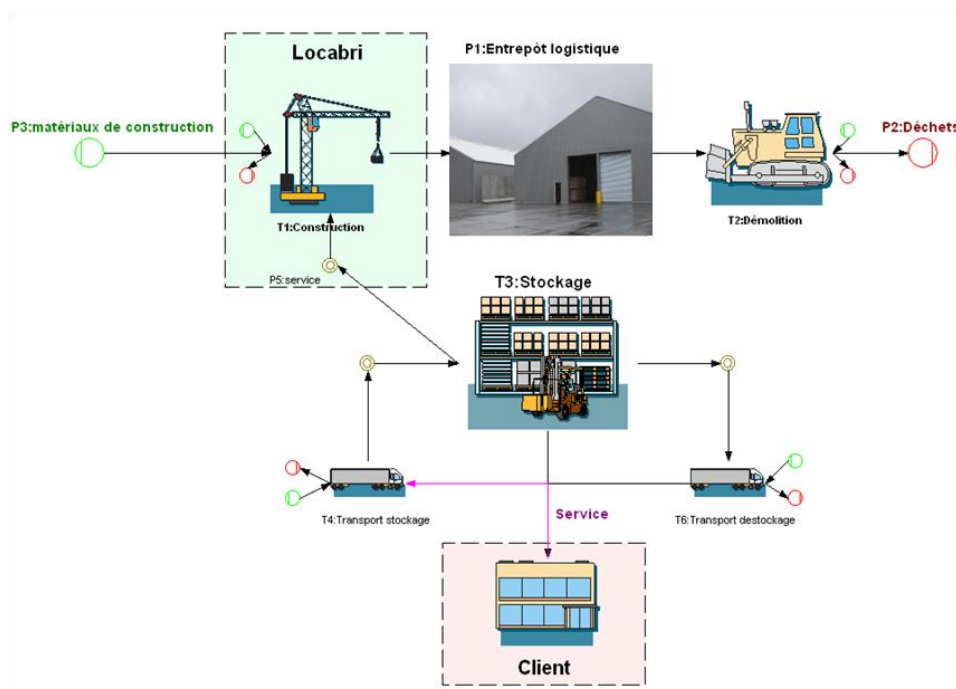 Locabri
P1:Entrepôt logistique
P3:matériaux de construction
P2:Déchets
T1:Construction
T2:Démolition
P5:service
T3:Stockage
T4:Transport stockage
T6:Transport destockage
Service
Client